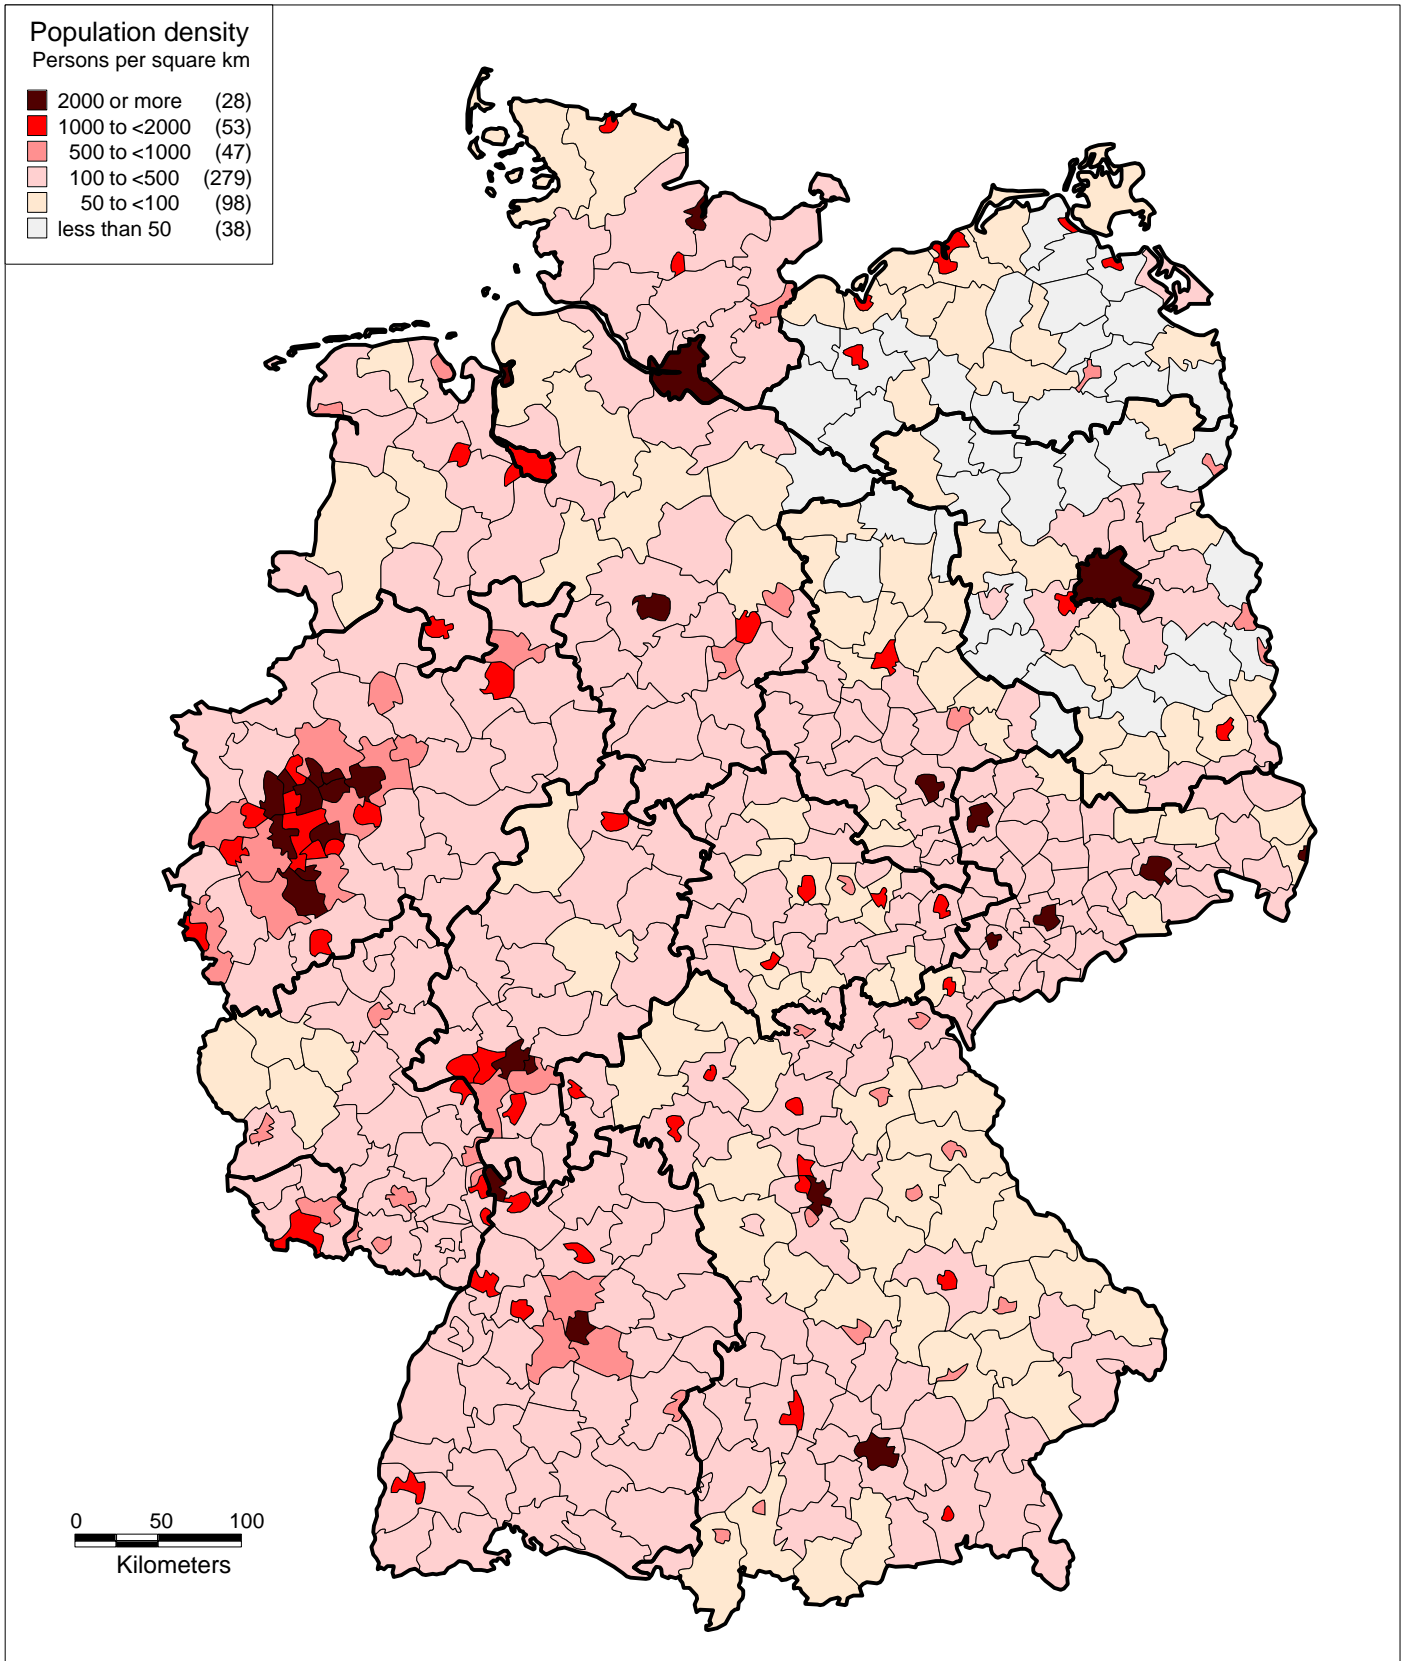 Population density
Persons per square km
2000 or more (28)
1000 to <2000 (53)
500 to <1000 (47)
100 to <500 (279)
50 to <100 (98)
less than 50 (38)
0 50 100
Kilometers